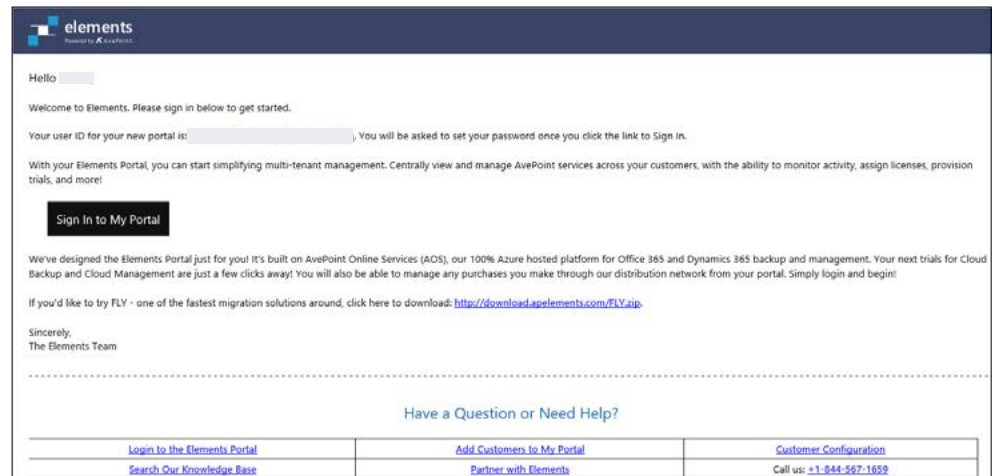 elements
Powered by AvePoint
Hello
Welcome to Elements. Please sign in below to get started.
Your user ID for your new portal is: . You will be asked to set your password once you click the link to Sign In.
With your Elements Portal, you can start simplifying multi-tenant management. Centrally view and manage AvePoint services across your customers, with the ability to monitor activity, assign licenses, provision
trials, and more!
Sign In to My Portal
We've designed the Elements Portal just for you! It's built on AvePoint Online Services (AOS), our 100% Azure hosted platform for Office 365 and Dynamics 365 backup and management. Your next trials for Cloud
Backup and Cloud Management are just a few clicks away! You will also be able to manage any purchases you make through our distribution network from your portal. Simply login and begin!
If you'd like to try FLY - one of the fastest migration solutions around, click here to download: http://download.apelements.com/FLY.zip.
Sincerely,
The Elements Team
Have a Question or Need Help?
Login to the Elements Portal Add Customers to My Portal Customer Configuration
Search Our Knowledge Base Partner with Elements Call us: +1-844-567-1659